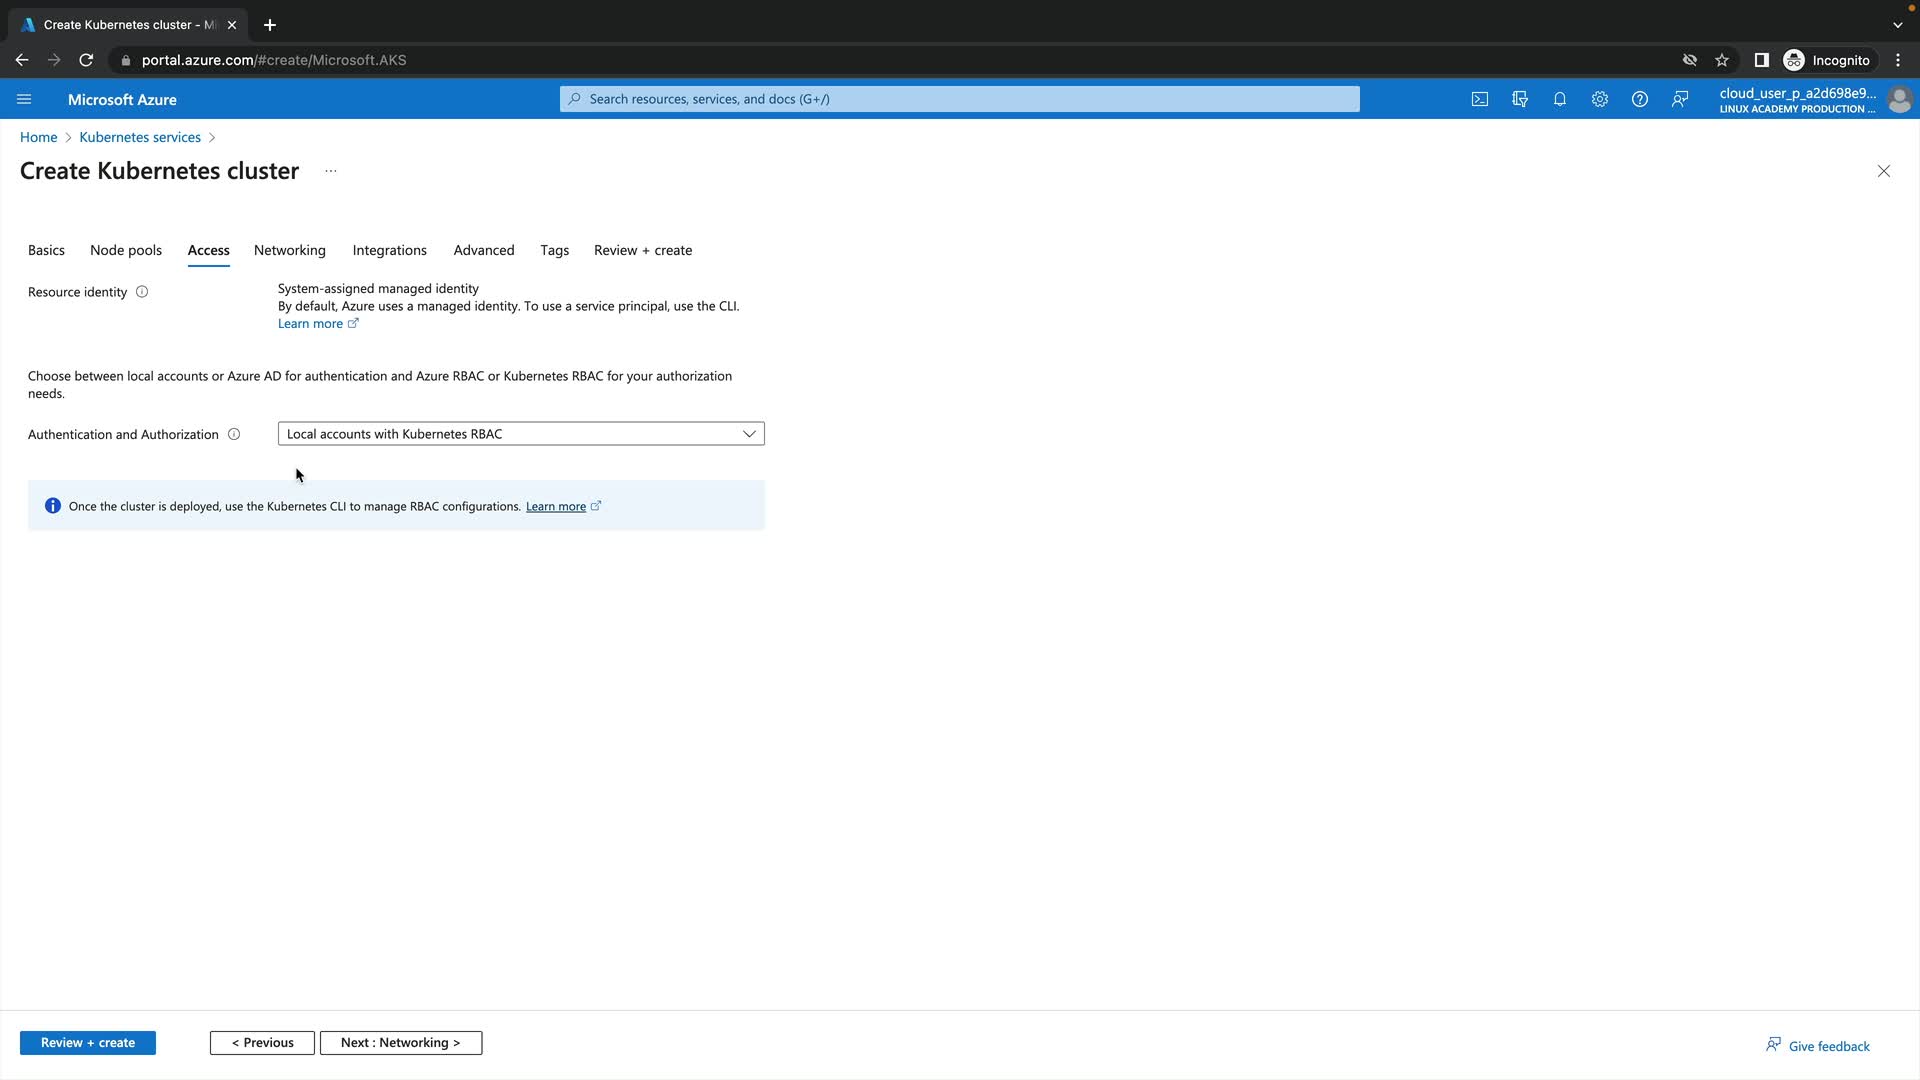 Create Kubernetes cluster - Mi
portal.azure.com/#create/Microsoft.AKS
Incognito
Microsoft Azure
Search resources, services, and docs (G+/)
cloud_user_p_a2d698e9...
LINUX ACADEMY PRODUCTION ...
Home > Kubernetes services >
Create Kubernetes cluster ...
Basics Node pools Access Networking Integrations Advanced Tags Review + create
Resource identity
System-assigned managed identity
By default, Azure uses a managed identity. To use a service principal, use the CLI.
Learn more
Choose between local accounts or Azure AD for authentication and Azure RBAC or Kubernetes RBAC for your authorization
needs.
Authentication and Authorization
Local accounts with Kubernetes RBAC
Once the cluster is deployed, use the Kubernetes CLI to manage RBAC configurations. Learn more
Review + create
< Previous
Next : Networking >
Give feedback